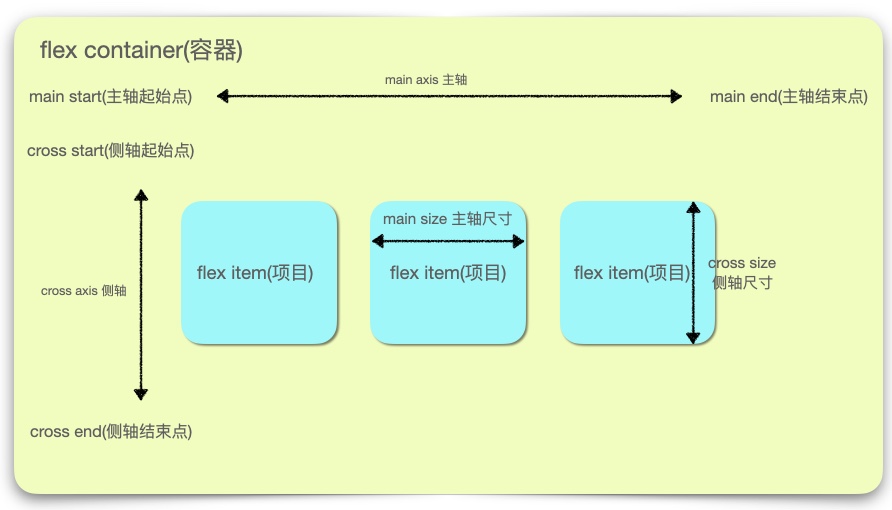 flex container(容器)
main axis 主轴
main start(主轴起始点)
main end(主轴结束点)
cross start(侧轴起始点)
main size 主轴尺寸
flex item(项目)
flex item(项目)
flex item(项目)
cross size
侧轴尺寸
cross axis 侧轴
cross end(侧轴结束点)